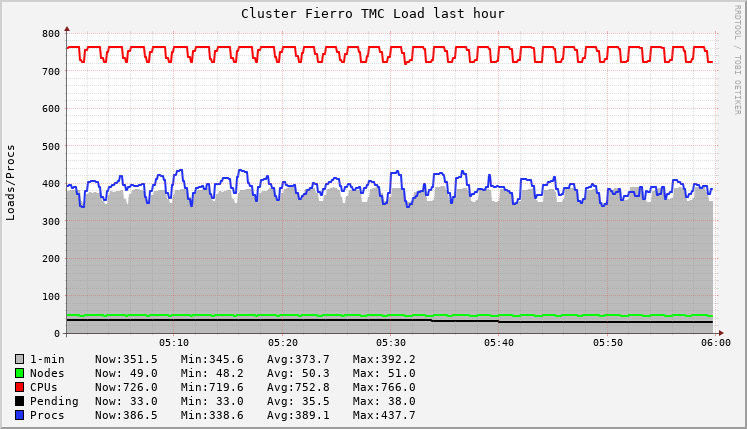 Cluster Fierro TMC Load last hour
RRDTOOL / TOBI OETIKER
Loads/Procs
800
700
600
500
400
300
200
100
0
05:10 05:20 05:30 05:40 05:50 06:00
1-min Now:351.5 Min:345.6 Avg:373.7 Max:392.2
Nodes Now: 49.0 Min: 48.2 Avg: 50.3 Max: 51.0
CPUs Now:726.0 Min:719.6 Avg:752.8 Max:766.0
Pending Now: 33.0 Min: 33.0 Avg: 35.5 Max: 38.0
Procs Now:386.5 Min:338.6 Avg:389.1 Max:437.7